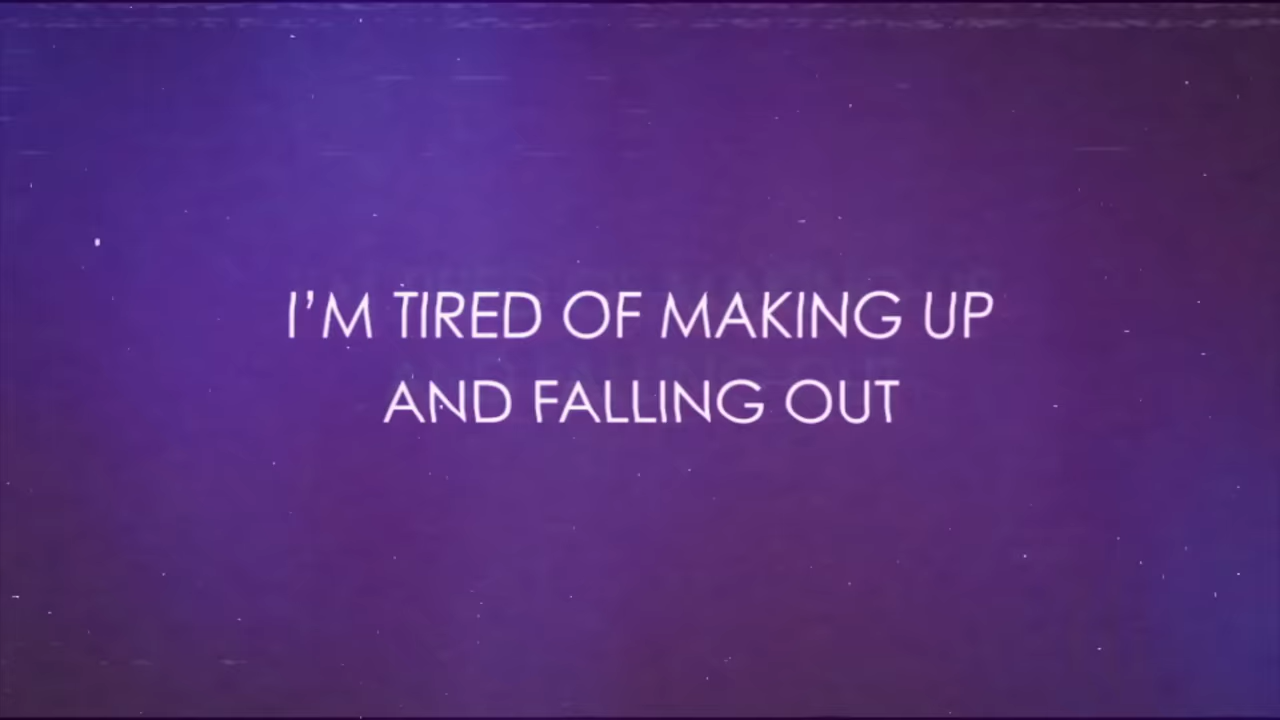 I’M TIRED OF MAKING UP
AND FALLING OUT